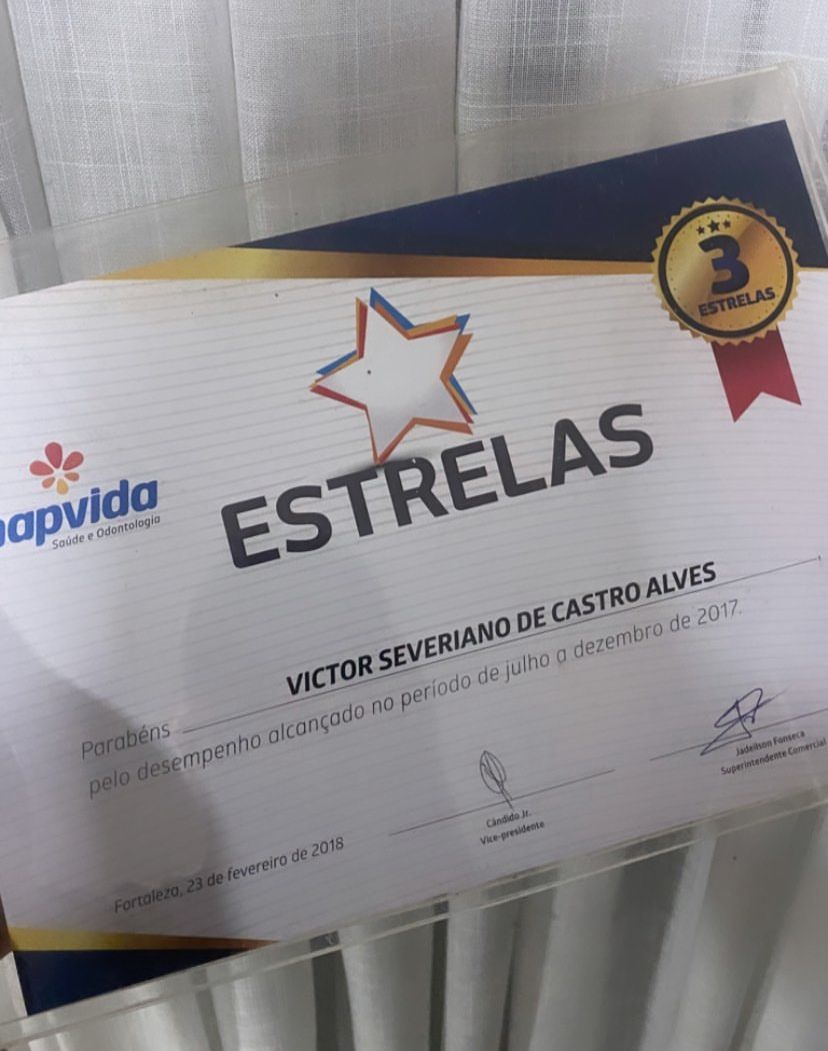 3
ESTRELAS
ESTRELAS
hapvida
Saúde e Odontologia
VICTOR SEVERIANO DE CASTRO ALVES
Parabéns
pelo desempenho alcançado no período de julho a dezembro de 2017.
Jadeilson Fonseca
Superintendente Comercial
Cândido Jr.
Vice-presidente
Fortaleza, 23 de fevereiro de 2018